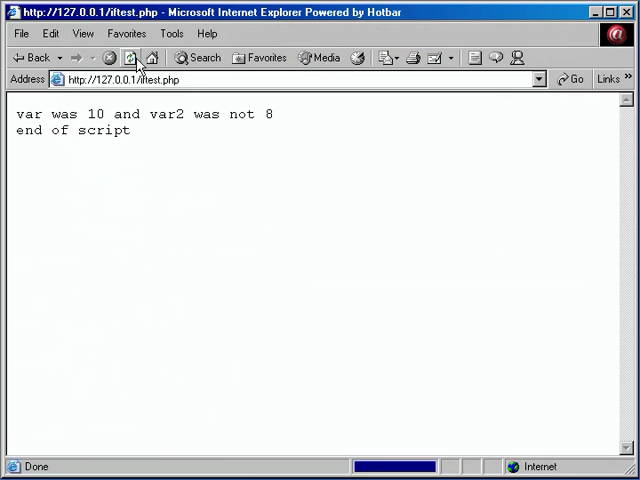 http://127.0.0.1/iftest.php - Microsoft Internet Explorer Powered by Hotbar
File Edit View Favorites Tools Help
Back Search Favorites Media
Address http://127.0.0.1/iftest.php Go Links »
var was 10 and var2 was not 8
end of script
Done Internet